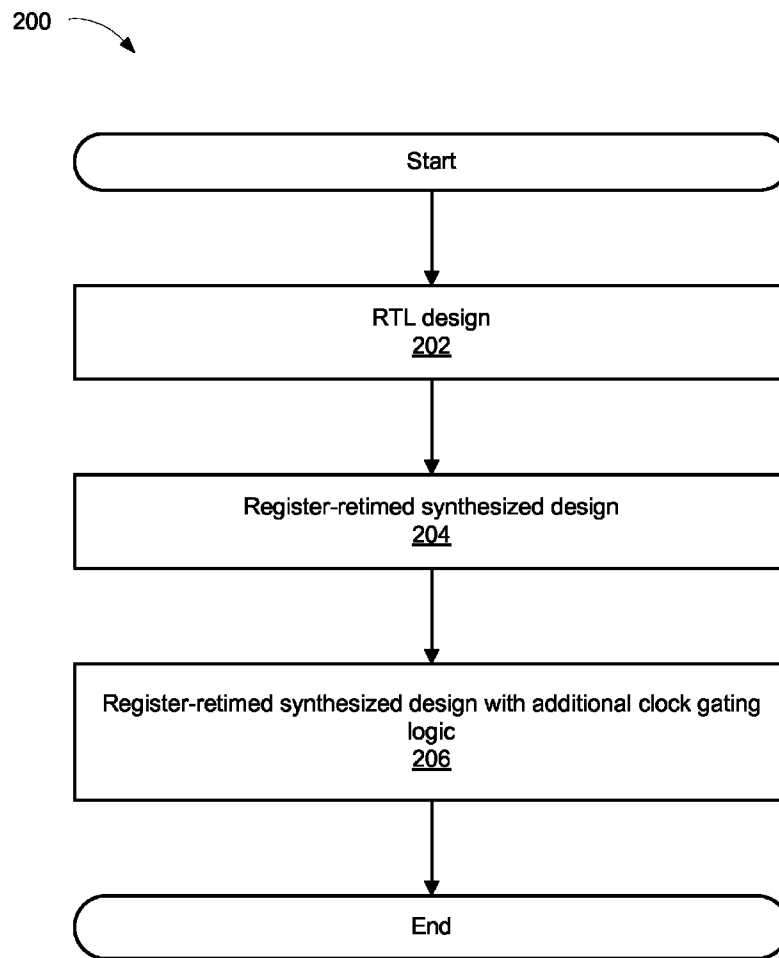 200
Start
RTL design
202
Register-retimed synthesized design
204
Register-retimed synthesized design with additional clock gating
logic
206
End